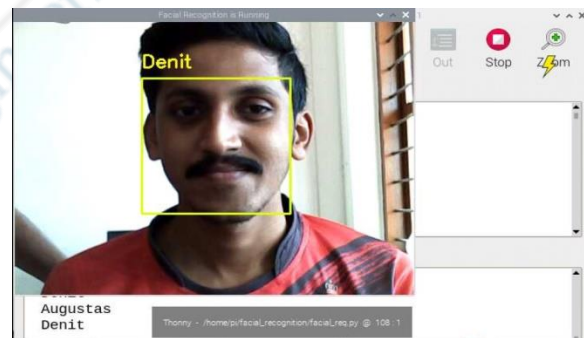 Facial Recognition is Running
Denit
Out
Stop
Zoom
Augustas
Denit
Thonny - /home/pi/facial_recognition/facial_req.py @ 108 : 1